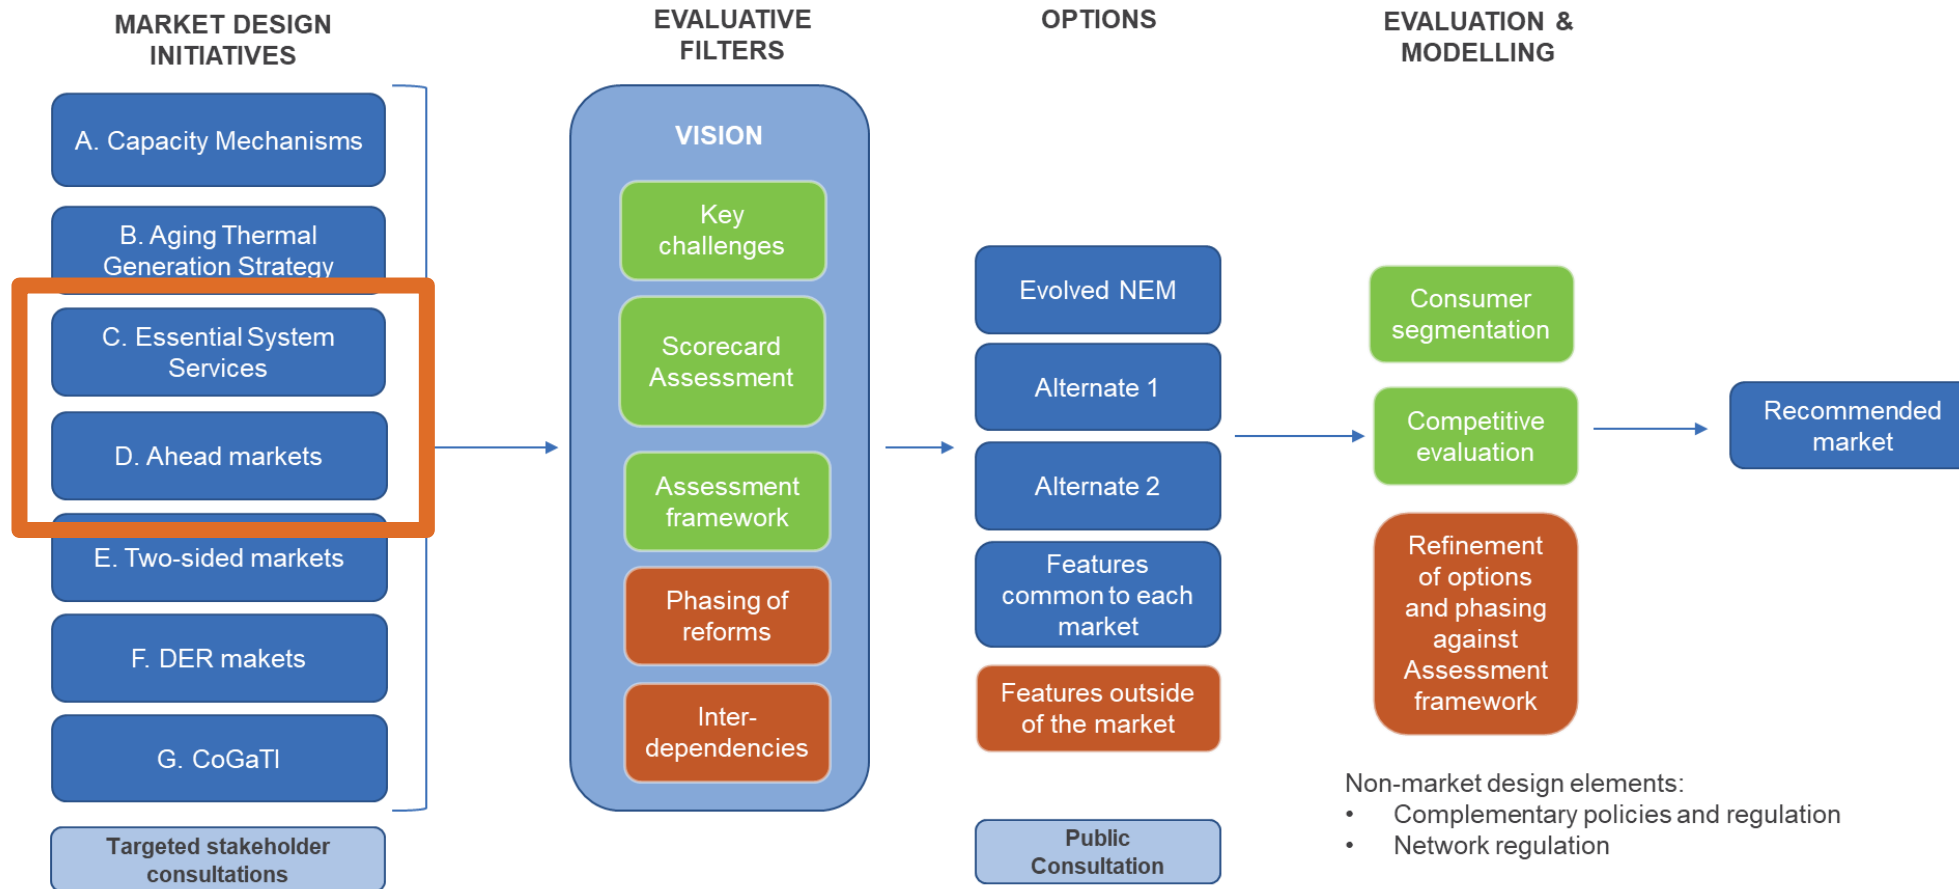 MARKET DESIGN
INITIATIVES
A. Capacity Mechanisms
B. Aging Thermal
Generation Strategy
C. Essential System
Services
D. Ahead markets
E. Two-sided markets
F. DER makets
G. CoGaTI
Targeted stakeholder
consultations
EVALUATIVE
FILTERS
VISION
Key
challenges
Scorecard
Assessment
Assessment
framework
Phasing of
reforms
Inter-
dependencies
OPTIONS
Evolved NEM
Alternate 1
Alternate 2
Features
common to each
market
Features outside
of the market
Public
Consultation
EVALUATION &
MODELLING
Consumer
segmentation
Competitive
evaluation
Refinement
of options
and phasing
against
Assessment
framework
Non-market design elements:
• Complementary policies and regulation
• Network regulation
Recommended
market